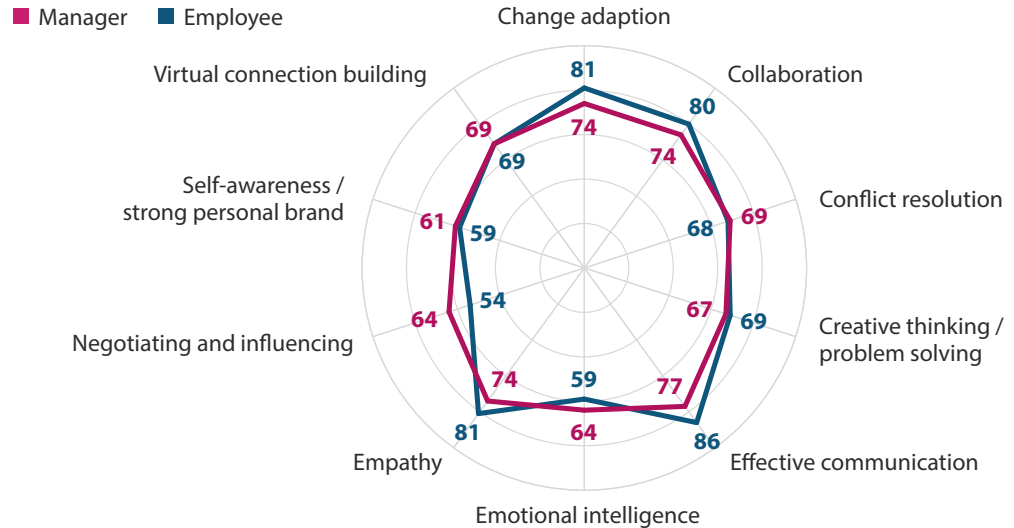 Manager Employee
Change adaption
Virtual connection building
Collaboration
81
80
69
74
74
69
Self-awareness /
strong personal brand
Conflict resolution
61
59
68
69
54
64
67
69
Negotiating and influencing
Creative thinking /
problem solving
74
59
77
81
64
86
Empathy
Effective communication
Emotional intelligence